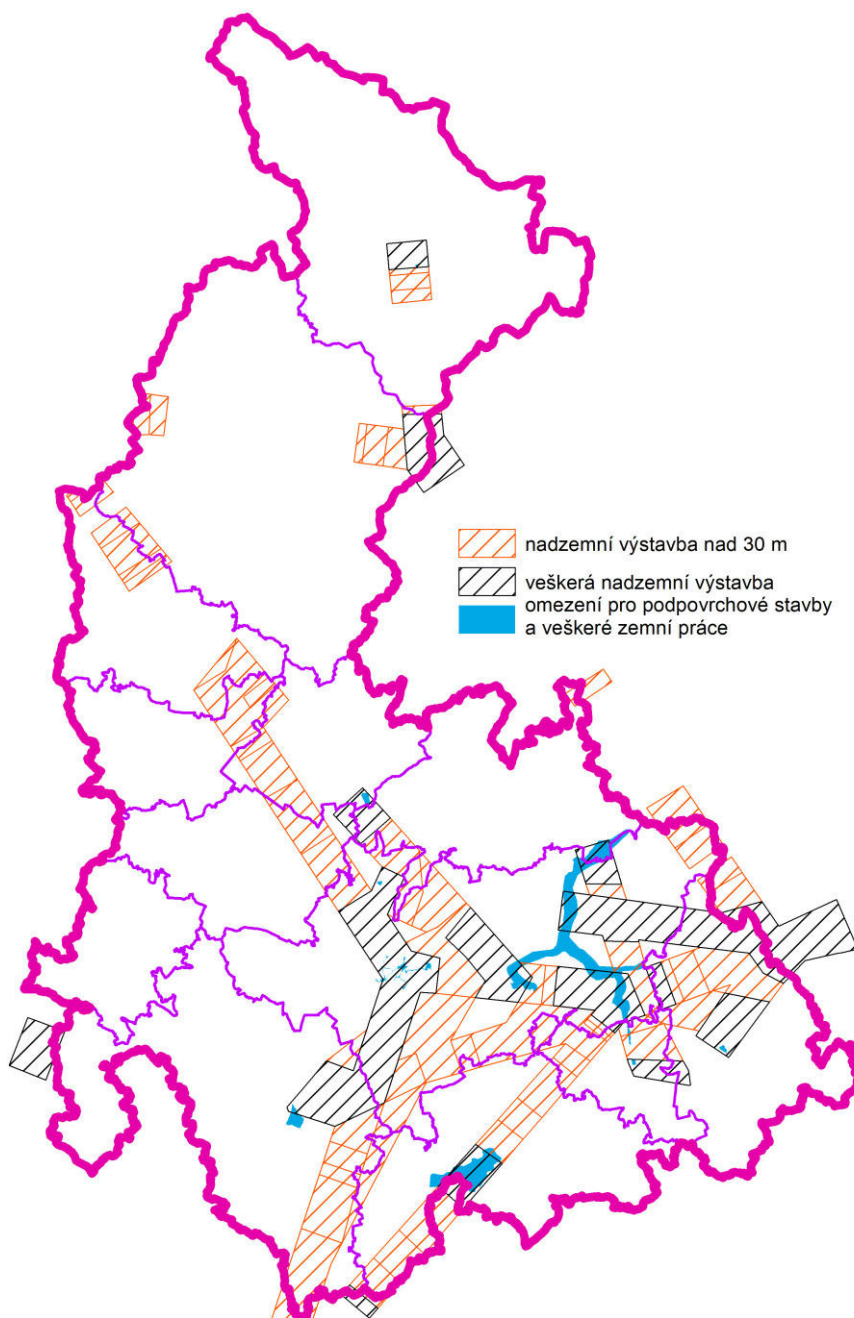 nadzemní výstavba nad 30 m
veškerá nadzemní výstavba
omezení pro podpovrchové stavby
a veškeré zemní práce